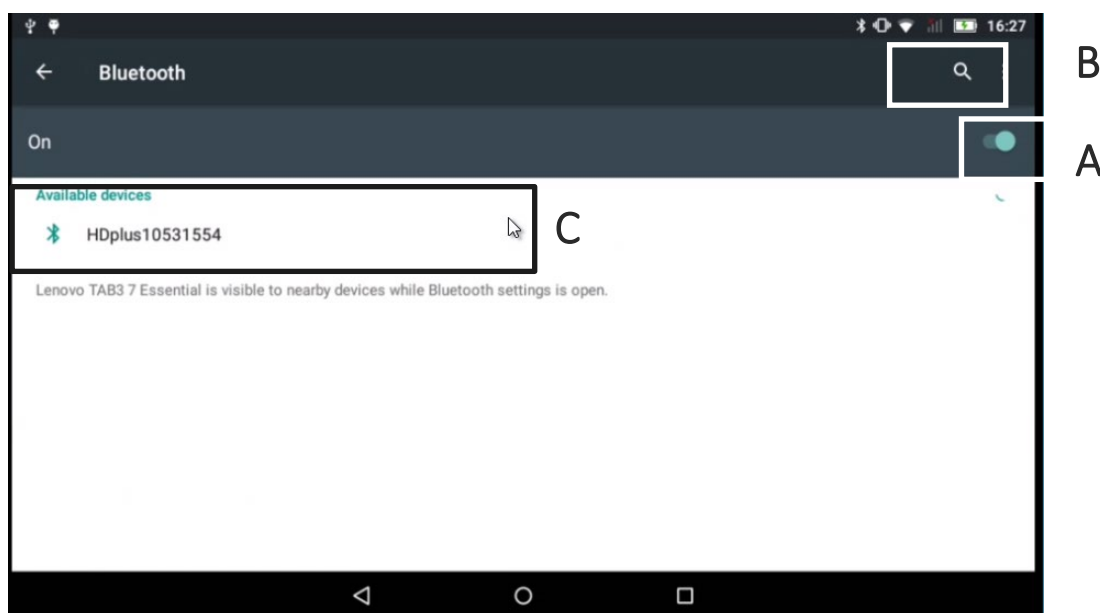 16:27
Bluetooth
B
On
A
Available devices
HDplus10531554
C
Lenovo TAB3 7 Essential is visible to nearby devices while Bluetooth settings is open.